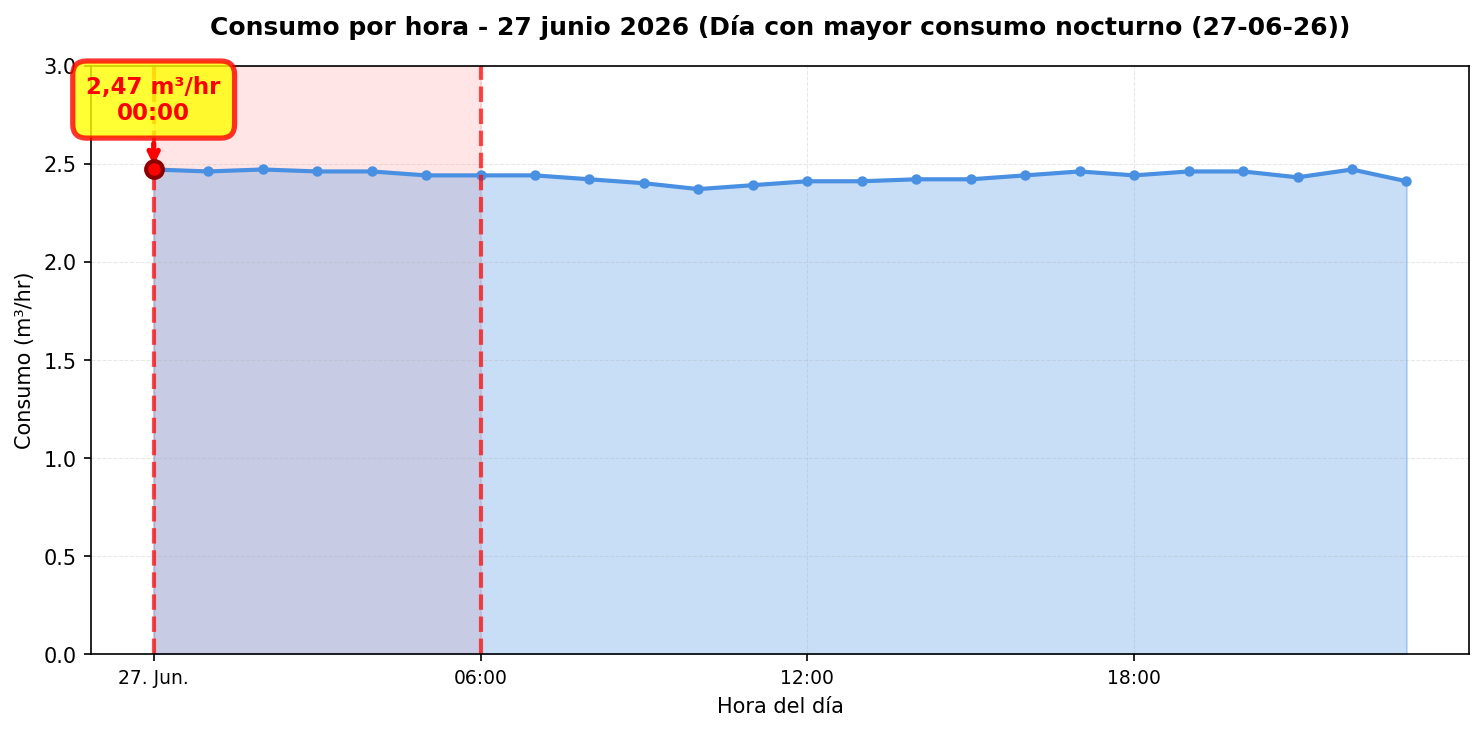 Consumo por hora - 27 junio 2026 (Día con mayor consumo nocturno (27-06-26))
2,47 m³/hr
00:00
Consumo (m³/hr)
3.0
2.5
2.0
1.5
1.0
0.5
0.0
27. Jun.
06:00
12:00
18:00
Hora del día